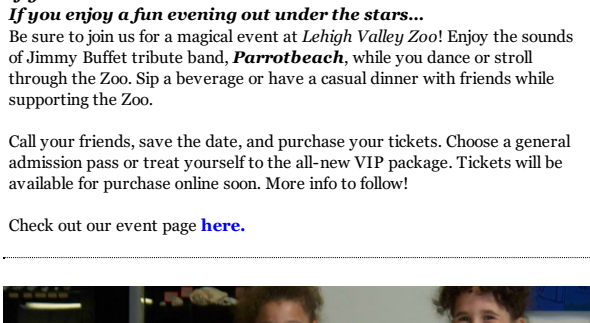 If you enjoy a fun evening out under the stars...
Be sure to join us for a magical event at Lehigh Valley Zoo! Enjoy the sounds
of Jimmy Buffet tribute band, Parrotbeach, while you dance or stroll
through the Zoo. Sip a beverage or have a casual dinner with friends while
supporting the Zoo.
Call your friends, save the date, and purchase your tickets. Choose a general
admission pass or treat yourself to the all-new VIP package. Tickets will be
available for purchase online soon. More info to follow!
Check out our event page here.